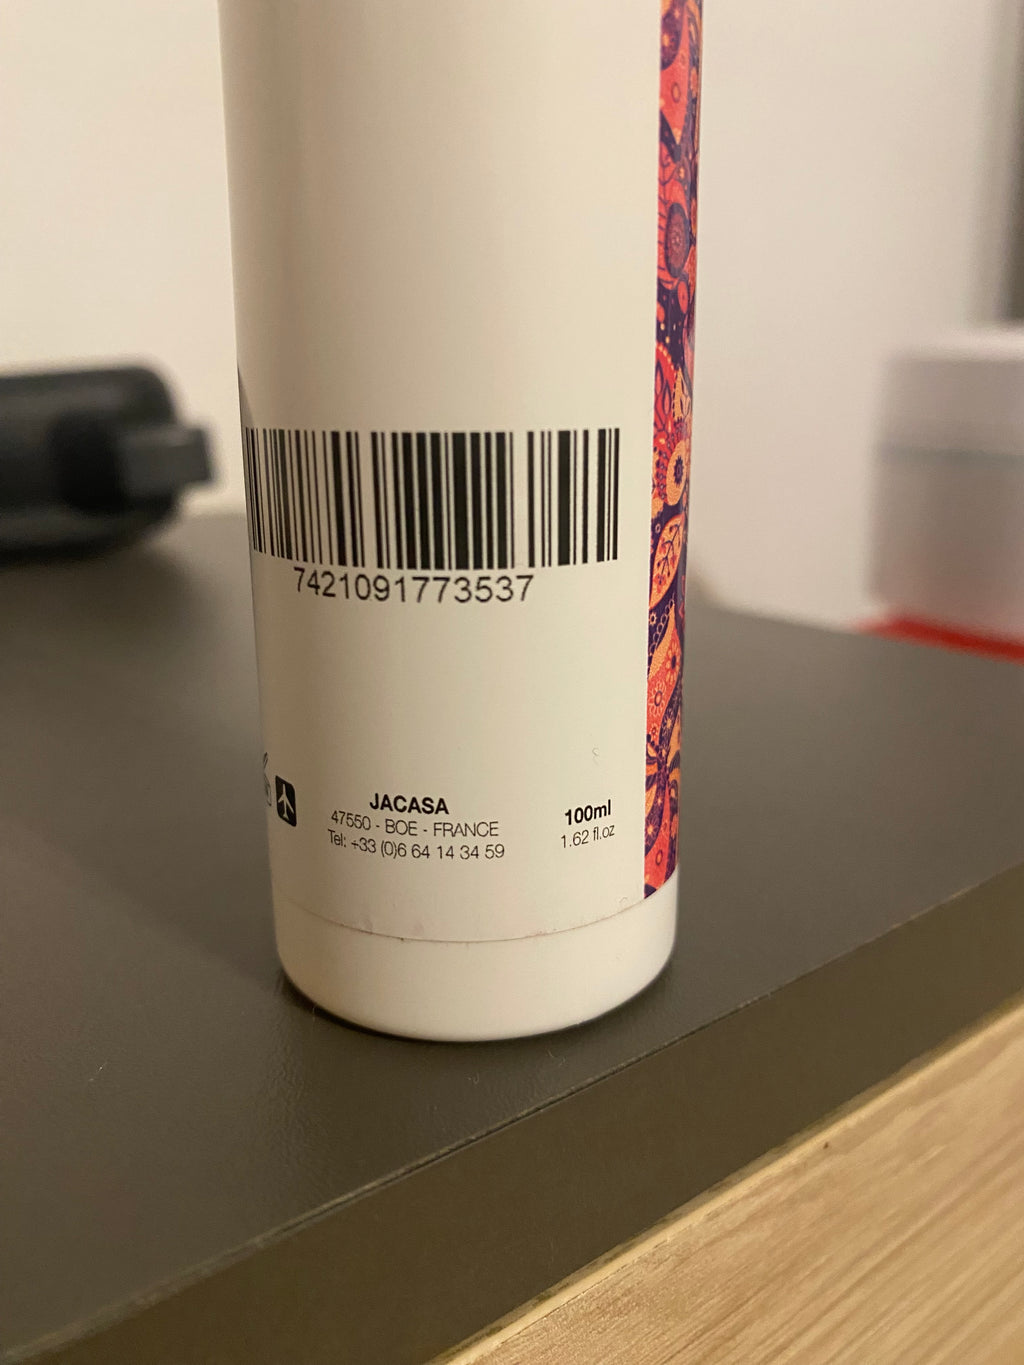 7421091773537
JACASA
47550 - BOE - FRANCE
Tel: +33 (0)6 64 14 34 59
100ml
1.62 fl.oz